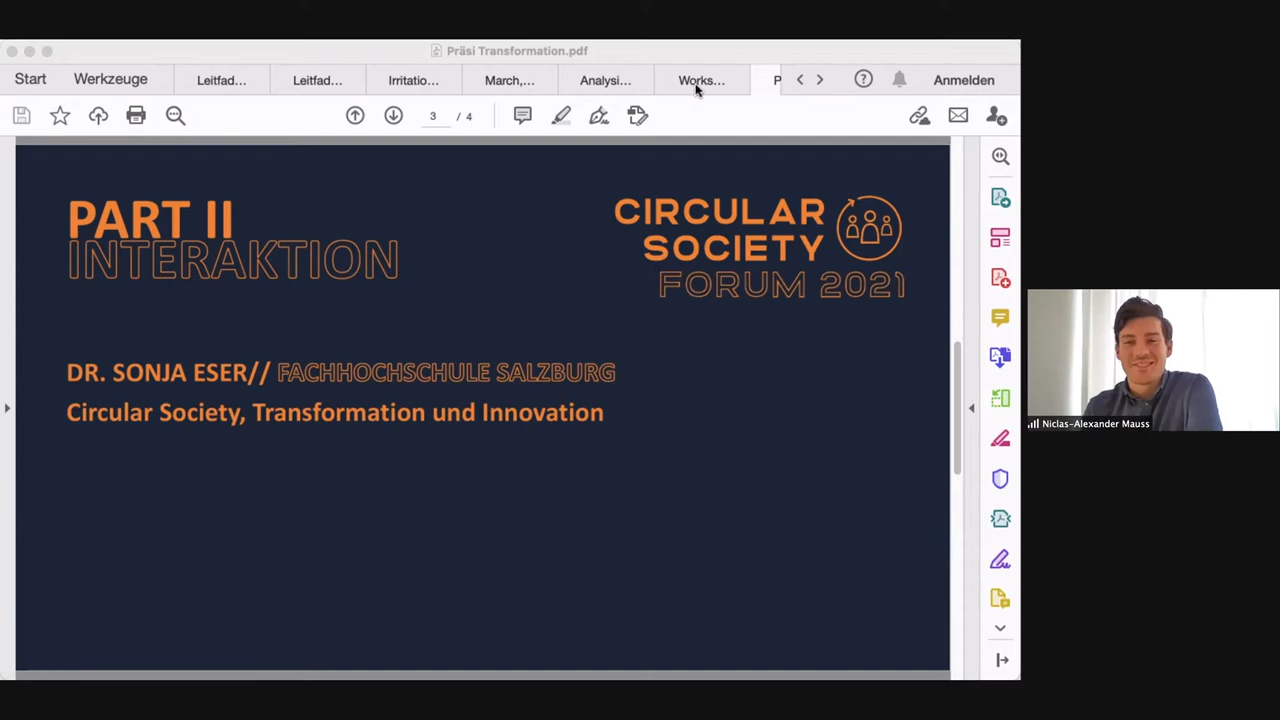 Präsi Transformation.pdf
Start Werkzeuge Leitfad... Leitfad... Irritatio... March,... Analysi... Works... P Anmelden
3 / 4
PART II
INTERAKTION
CIRCULAR
SOCIETY
FORUM 2021
DR. SONJA ESER// FACHHOCHSCHULE SALZBURG
Circular Society, Transformation und Innovation
Niclas-Alexander Mauss